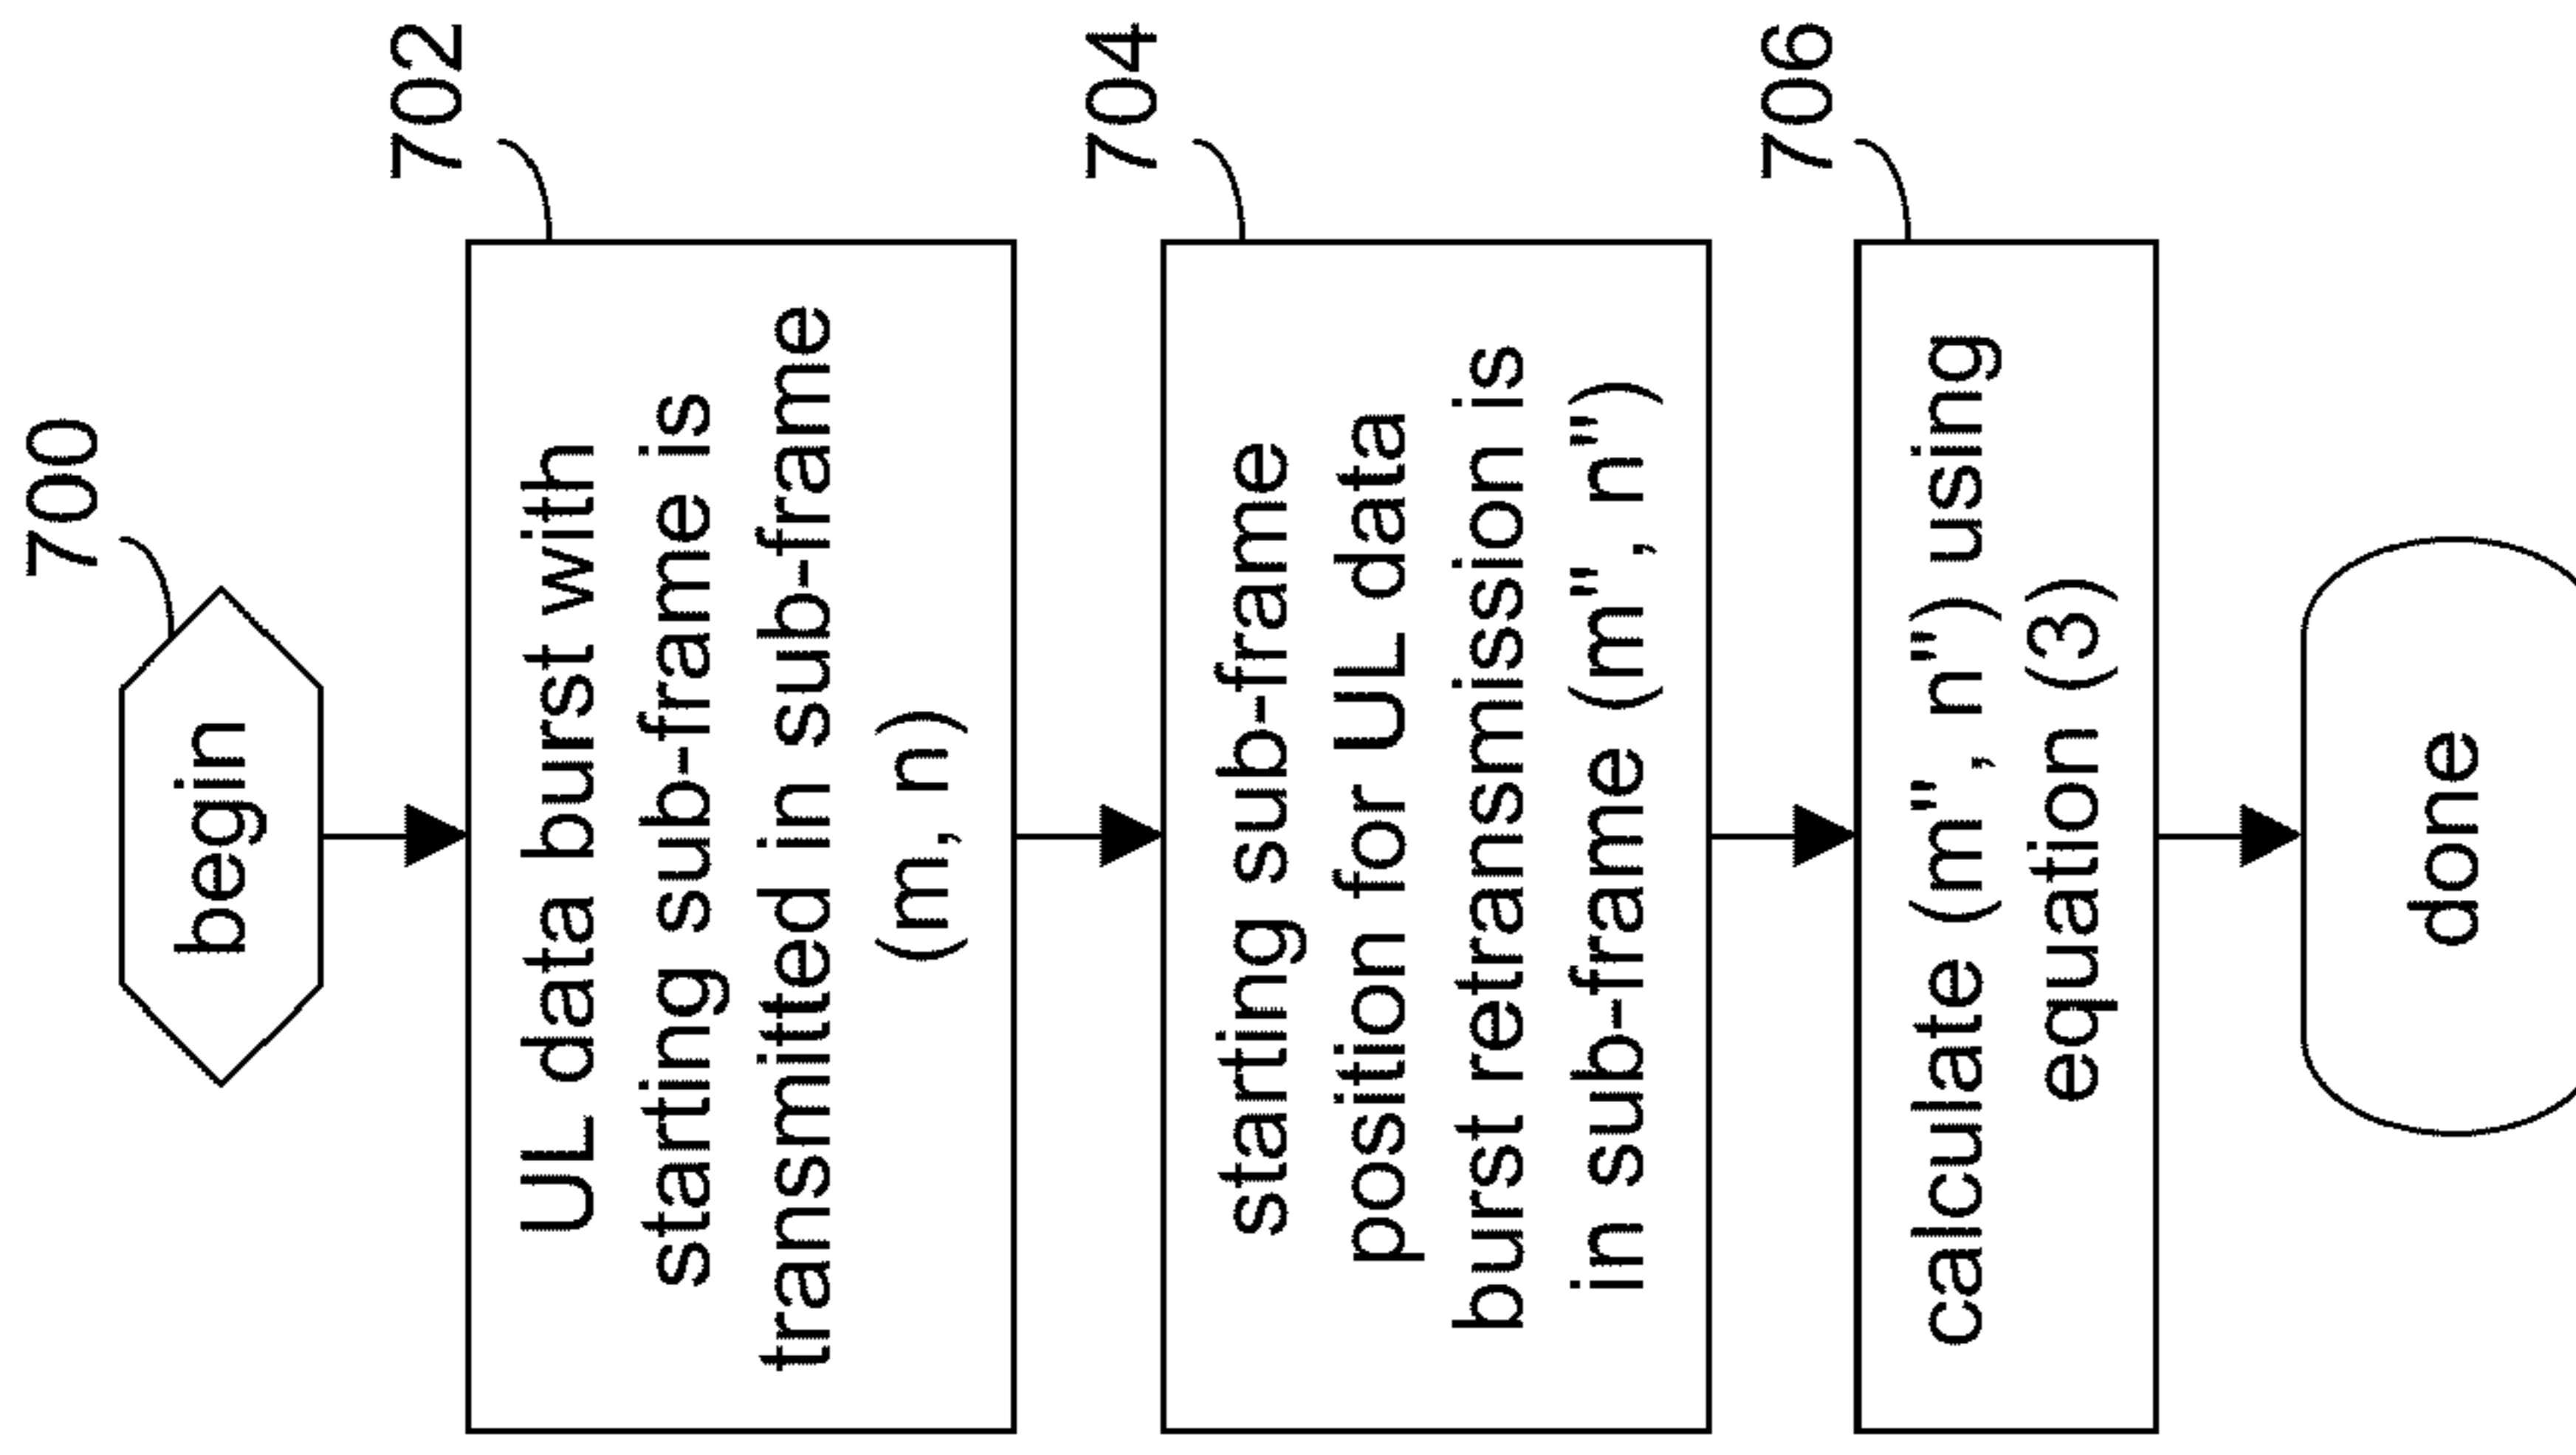 700
begin
702
UL data burst with
starting sub-frame is
transmitted in sub-frame
(m, n)
704
starting sub-frame
position for UL data
burst retransmission is
in sub-frame (m", n")
706
calculate (m", n") using
equation (3)
done